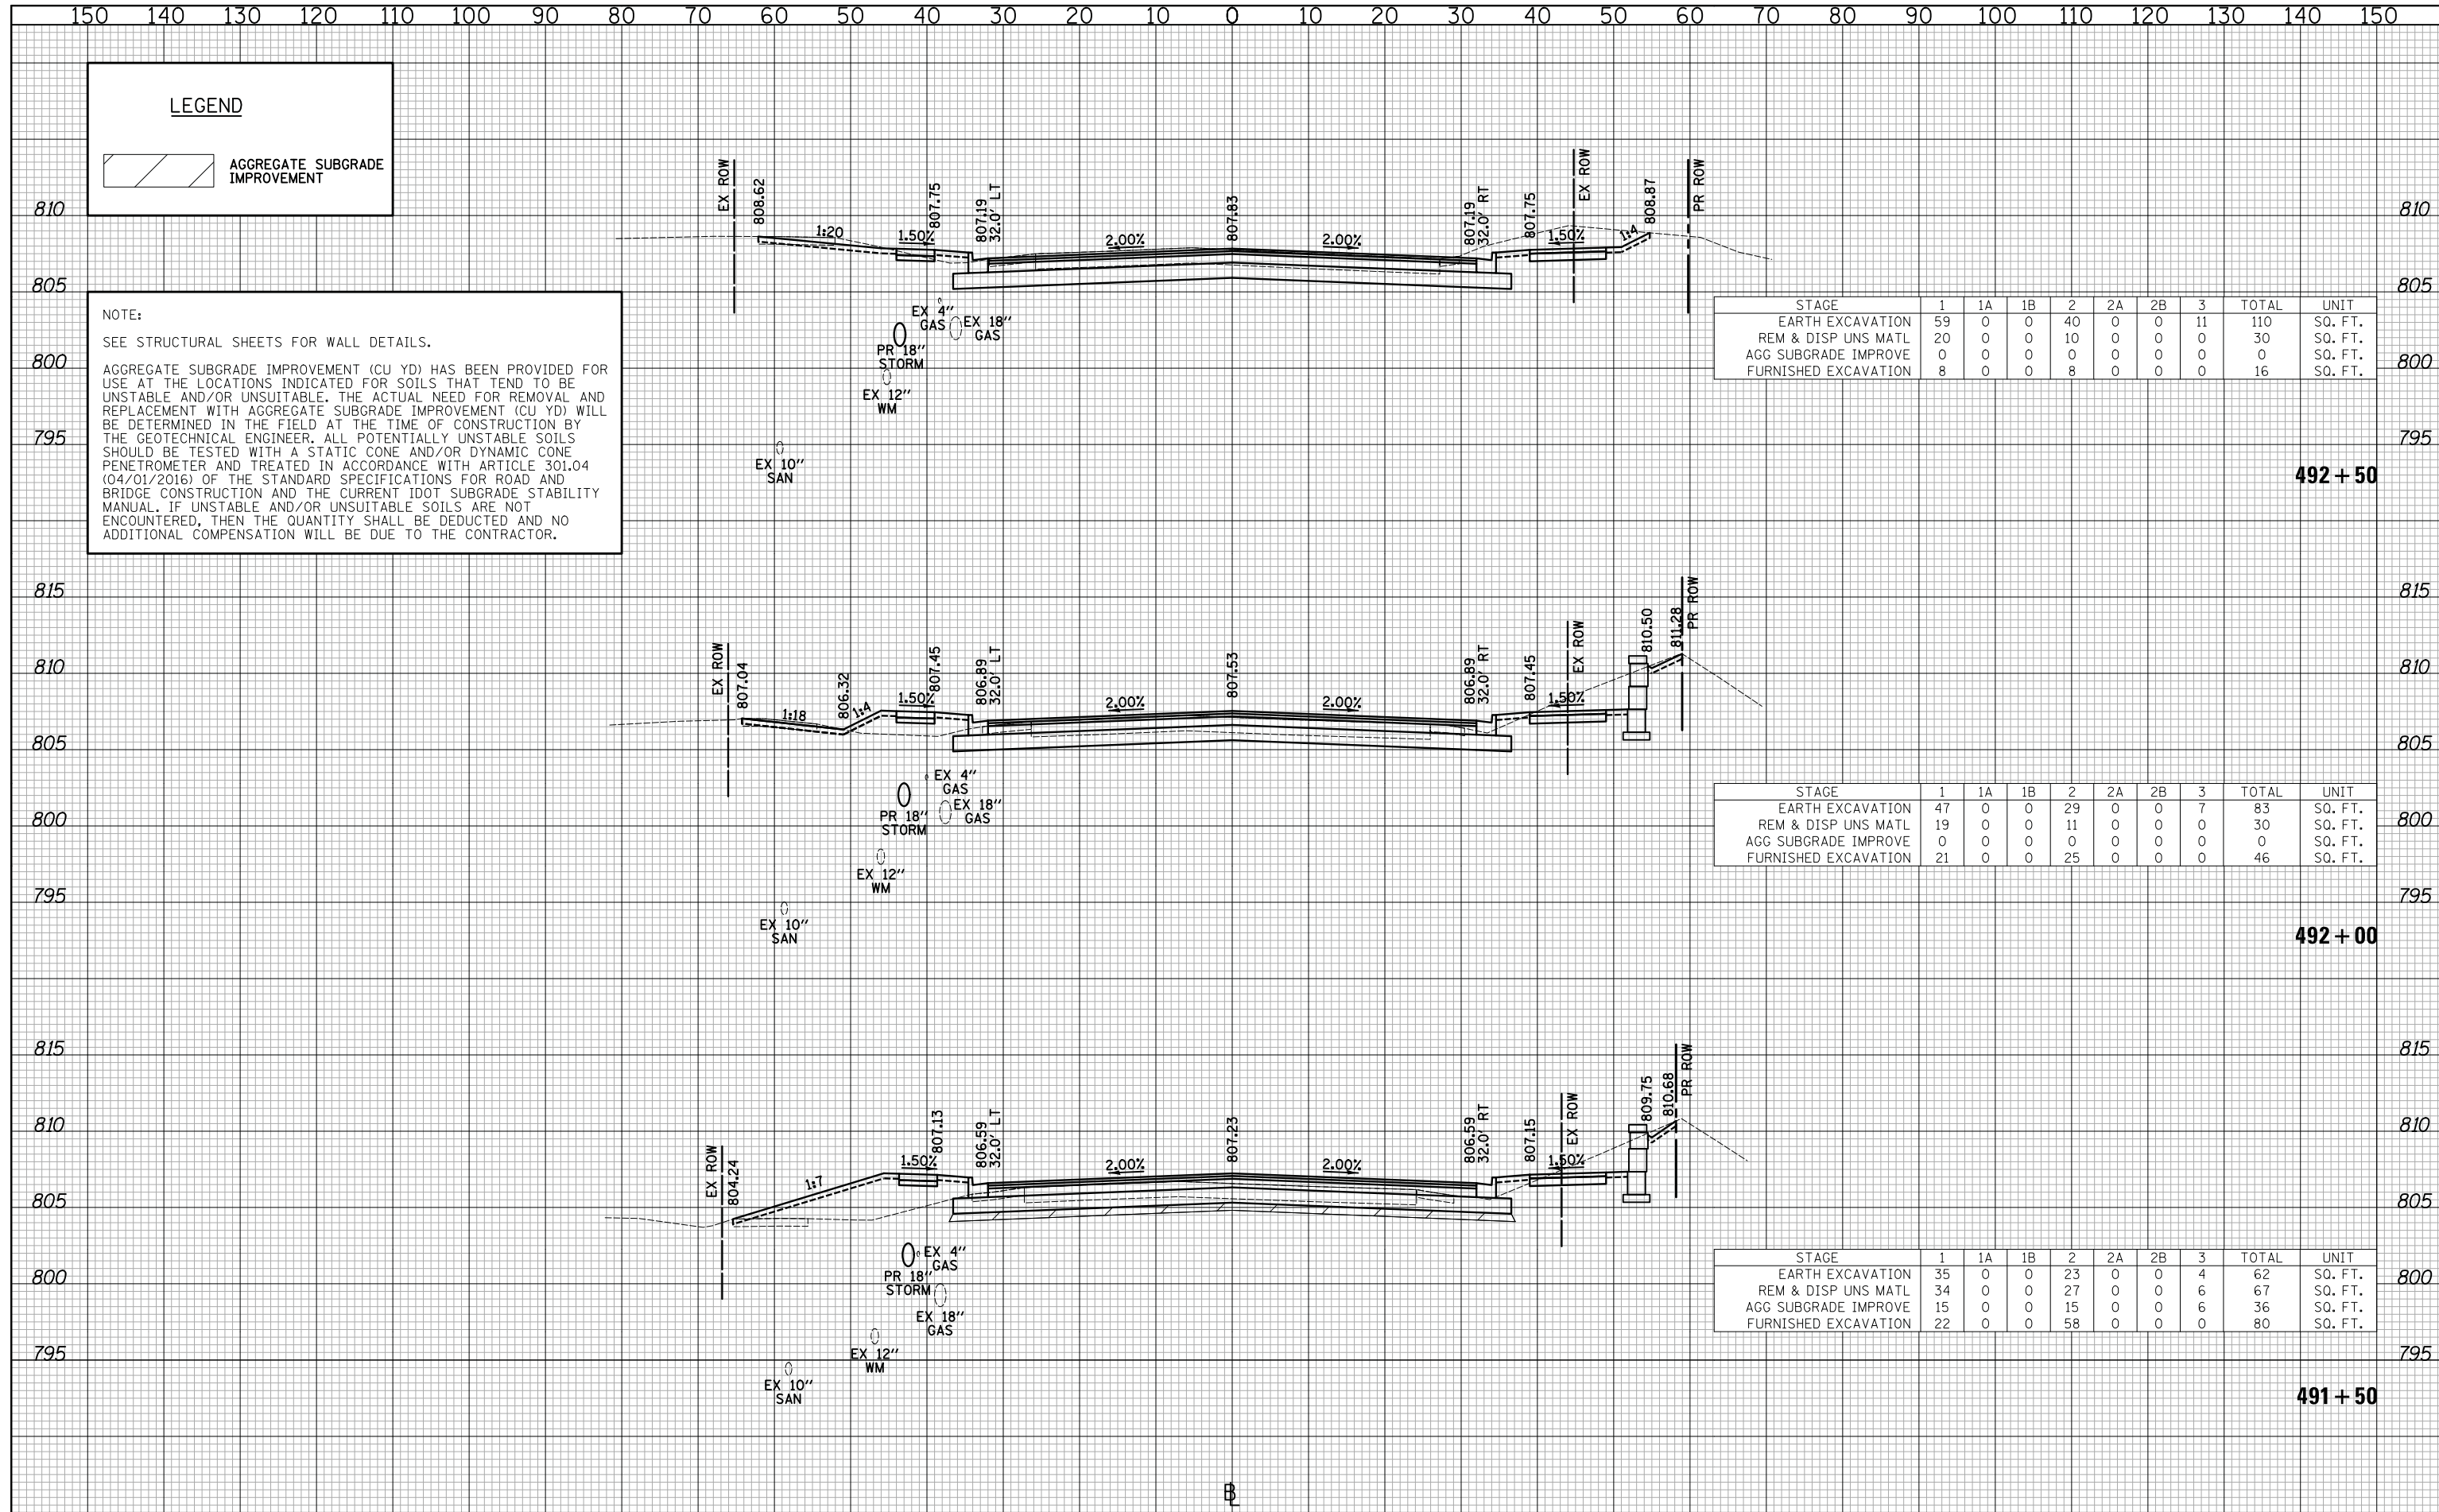 150 140 130 120 110 100 90 80 70 60 50 40 30 20 10 0 10 20 30 40 50 60 70 80 90 100 110 120 130 140 150
LEGEND
AGGREGATE SUBGRADE
IMPROVEMENT
NOTE:
SEE STRUCTURAL SHEETS FOR WALL DETAILS.
AGGREGATE SUBGRADE IMPROVEMENT (CU YD) HAS BEEN PROVIDED FOR
USE AT THE LOCATIONS INDICATED FOR SOILS THAT TEND TO BE
UNSTABLE AND/OR UNSUITABLE. THE ACTUAL NEED FOR REMOVAL AND
REPLACEMENT WITH AGGREGATE SUBGRADE IMPROVEMENT (CU YD) WILL
BE DETERMINED IN THE FIELD AT THE TIME OF CONSTRUCTION BY
THE GEOTECHNICAL ENGINEER. ALL POTENTIALLY UNSTABLE SOILS
SHOULD BE TESTED WITH A STATIC CONE AND/OR DYNAMIC CONE
PENETROMETER AND TREATED IN ACCORDANCE WITH ARTICLE 301.04
(04/01/2016) OF THE STANDARD SPECIFICATIONS FOR ROAD AND
BRIDGE CONSTRUCTION AND THE CURRENT IDOT SUBGRADE STABILITY
MANUAL. IF UNSTABLE AND/OR UNSUITABLE SOILS ARE NOT
ENCOUNTERED, THEN THE QUANTITY SHALL BE DEDUCTED AND NO
ADDITIONAL COMPENSATION WILL BE DUE TO THE CONTRACTOR.
810 810
805 805
800 800
795 795
EX ROW
808.62
1:20
1.50%
807.75
807.19
32.0' LT
2.00%
807.83
2.00%
807.19
32.0' RT
807.75
1.50%
EX ROW
1:4
808.87
PR ROW
EX 4"
GAS
EX 18"
GAS
PR 18"
STORM
EX 12"
WM
EX 10"
SAN
STAGE 1 1A 1B 2 2A 2B 3 TOTAL UNIT
EARTH EXCAVATION 59 0 0 40 0 0 11 110 SQ. FT.
REM & DISP UNS MATL 20 0 0 10 0 0 0 30 SQ. FT.
AGG SUBGRADE IMPROVE 0 0 0 0 0 0 0 0 SQ. FT.
FURNISHED EXCAVATION 8 0 0 8 0 0 0 16 SQ. FT.
492+50
815 815
810 810
805 805
800 800
795 795
EX ROW
807.04
1:18
806.32
1:4
1.50%
807.45
806.89
32.0' LT
2.00%
807.53
2.00%
806.89
32.0' RT
807.45
1.50%
EX ROW
810.50
811.28
PR ROW
EX 4"
GAS
EX 18"
GAS
PR 18"
STORM
EX 12"
WM
EX 10"
SAN
STAGE 1 1A 1B 2 2A 2B 3 TOTAL UNIT
EARTH EXCAVATION 47 0 0 29 0 0 7 83 SQ. FT.
REM & DISP UNS MATL 19 0 0 11 0 0 0 30 SQ. FT.
AGG SUBGRADE IMPROVE 0 0 0 0 0 0 0 0 SQ. FT.
FURNISHED EXCAVATION 21 0 0 25 0 0 0 46 SQ. FT.
492+00
815 815
810 810
805 805
800 800
795 795
EX ROW
804.24
1:7
1.50%
807.13
806.59
32.0' LT
2.00%
807.23
2.00%
806.59
32.0' RT
807.15
1.50%
EX ROW
809.75
810.68
PR ROW
EX 4"
GAS
PR 18"
STORM
EX 18"
GAS
EX 12"
WM
EX 10"
SAN
STAGE 1 1A 1B 2 2A 2B 3 TOTAL UNIT
EARTH EXCAVATION 35 0 0 23 0 0 4 62 SQ. FT.
REM & DISP UNS MATL 34 0 0 27 0 0 6 67 SQ. FT.
AGG SUBGRADE IMPROVE 15 0 0 15 0 0 6 36 SQ. FT.
FURNISHED EXCAVATION 22 0 0 58 0 0 0 80 SQ. FT.
491+50
BL